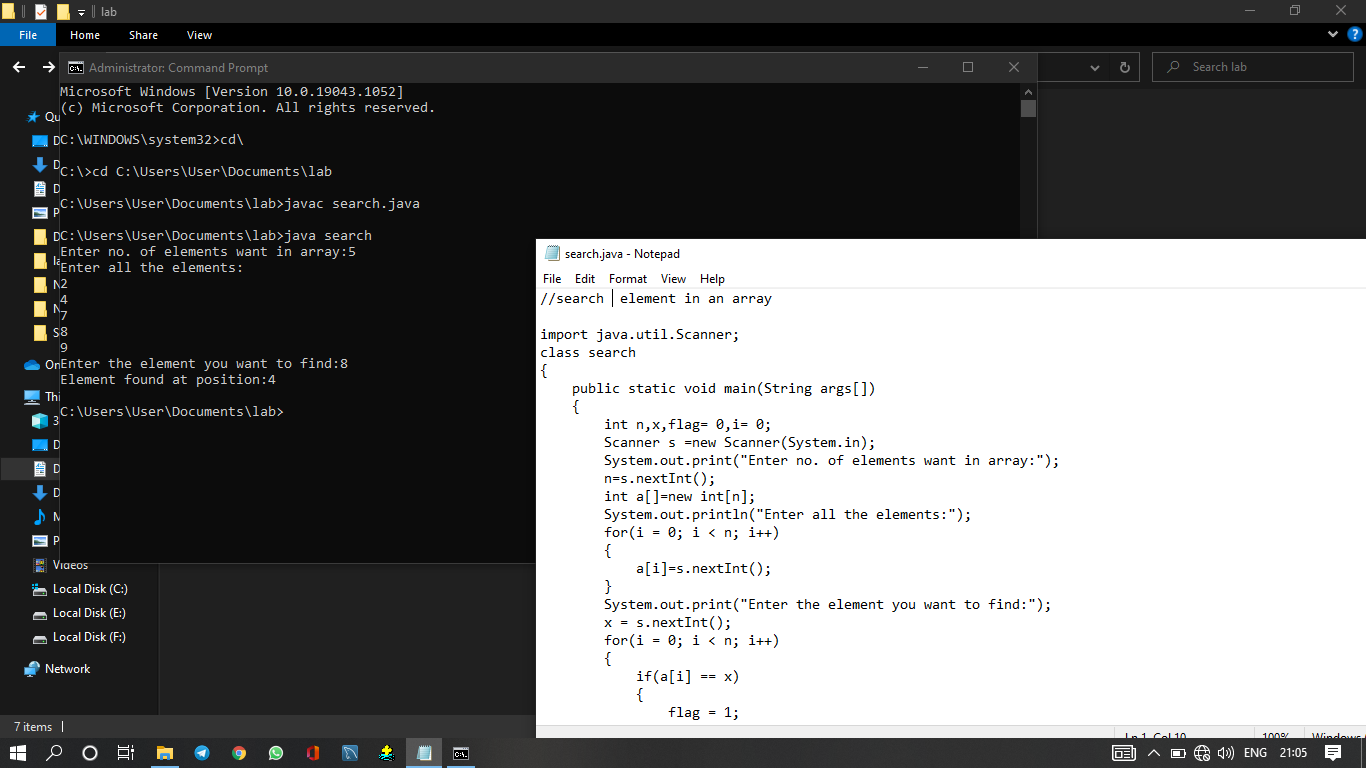 lab
File Home Share View
Search lab
Administrator: Command Prompt
Microsoft Windows [Version 10.0.19043.1052]
(c) Microsoft Corporation. All rights reserved.
C:\WINDOWS\system32>cd\
C:\>cd C:\Users\User\Documents\lab
C:\Users\User\Documents\lab>javac search.java
C:\Users\User\Documents\lab>java search
Enter no. of elements want in array:5
Enter all the elements:
2
4
7
8
9
Enter the element you want to find:8
Element found at position:4
C:\Users\User\Documents\lab>
Videos
Local Disk (C:)
Local Disk (E:)
Local Disk (F:)
Network
7 items
search.java - Notepad
File Edit Format View Help
//search element in an array
import java.util.Scanner;
class search
{
public static void main(String args[])
{
int n,x,flag= 0,i= 0;
Scanner s =new Scanner(System.in);
System.out.print("Enter no. of elements want in array:");
n=s.nextInt();
int a[]=new int[n];
System.out.println("Enter all the elements:");
for(i = 0; i < n; i++)
{
a[i]=s.nextInt();
}
System.out.print("Enter the element you want to find:");
x = s.nextInt();
for(i = 0; i < n; i++)
{
if(a[i] == x)
{
flag = 1;
Ln 1, Col 10 100% Windows
ENG 21:05